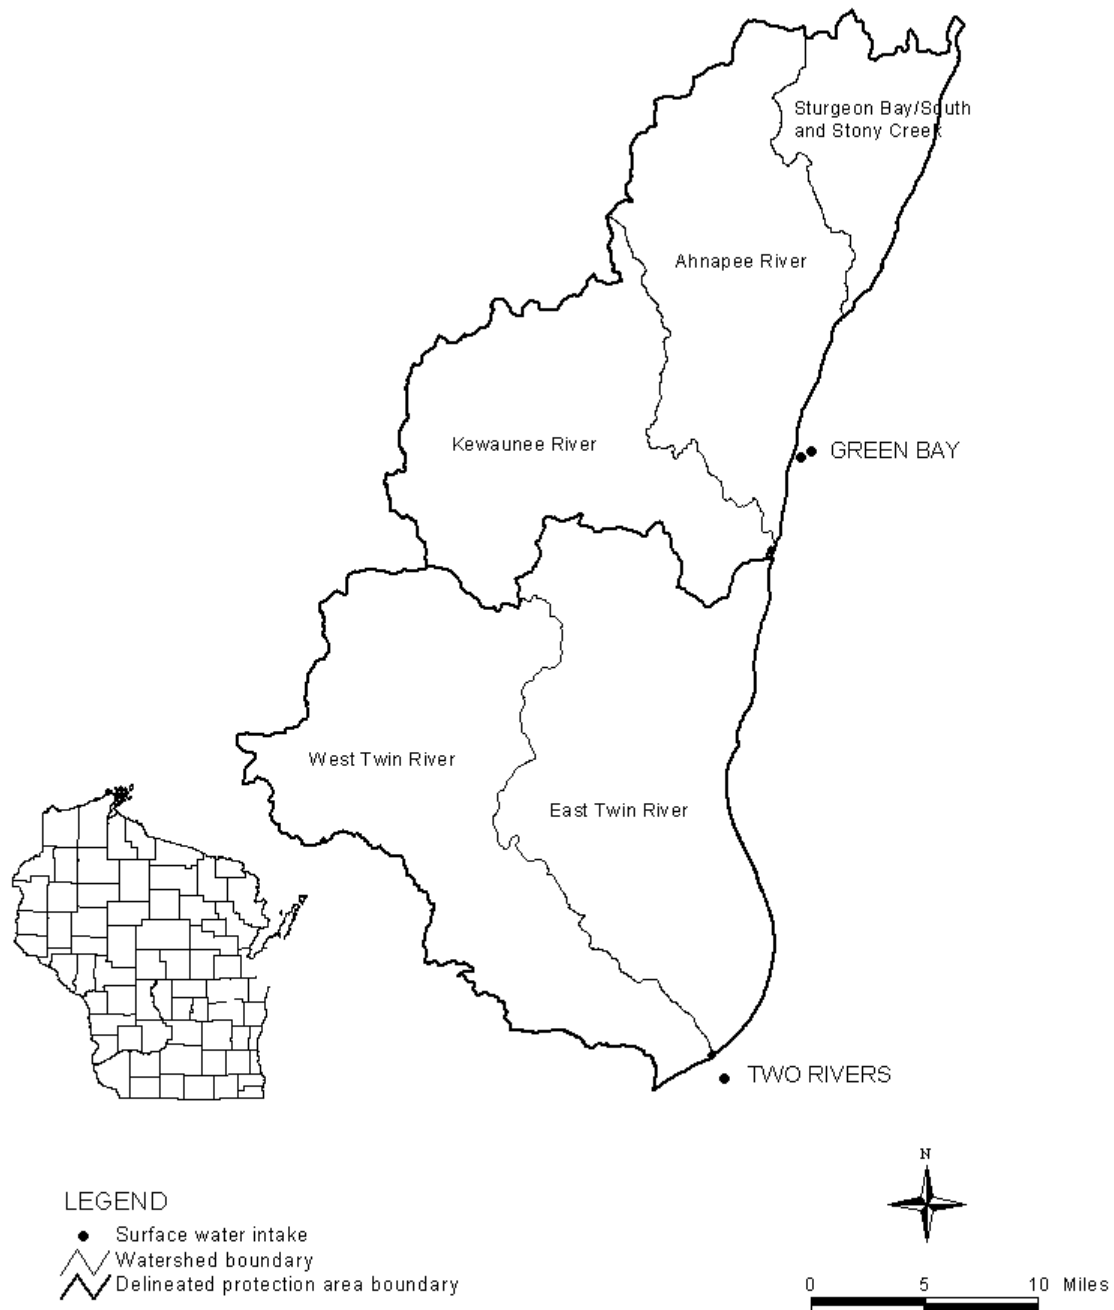 Sturgeon Bay/South
and Stony Creek
Ahnapee River
Kewaunee River
GREEN BAY
West Twin River
East Twin River
TWO RIVERS
N
LEGEND
Surface water intake
Watershed boundary
Delineated protection area boundary
0 5 10 Miles